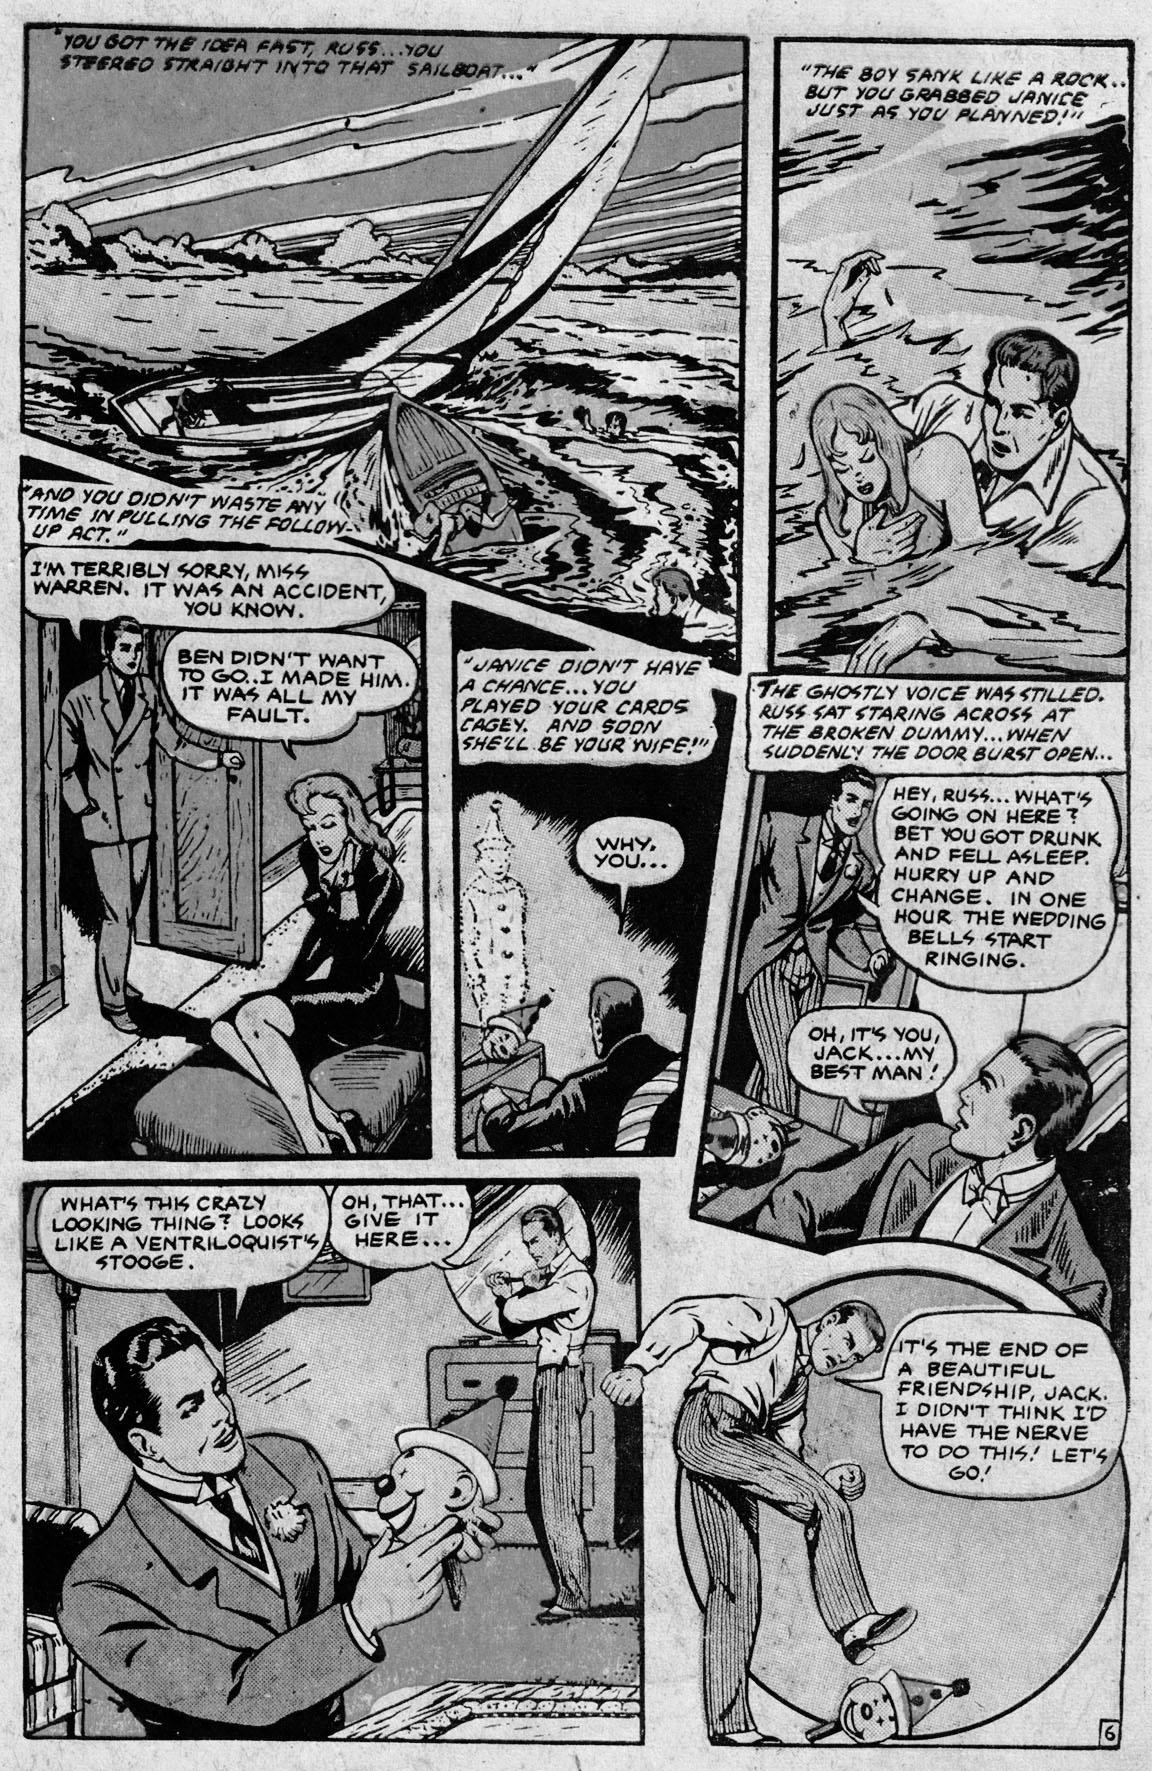 "YOU GOT THE IDEA FAST, RUSS...YOU
STEERED STRAIGHT INTO THAT SAILBOAT..."
"THE BOY SANK LIKE A ROCK..
BUT YOU GRABBED JANICE
JUST AS YOU PLANNED!"
"AND YOU DIDN'T WASTE ANY
TIME IN PULLING THE FOLLOW-
UP ACT."
I'M TERRIBLY SORRY, MISS
WARREN. IT WAS AN ACCIDENT,
YOU KNOW.
BEN DIDN'T WANT
TO GO..I MADE HIM.
IT WAS ALL MY
FAULT.
"JANICE DIDN'T HAVE
A CHANCE...YOU
PLAYED YOUR CARDS
CAGEY. AND SOON
SHE'LL BE YOUR WIFE!"
WHY,
YOU...
THE GHOSTLY VOICE WAS STILLED.
RUSS SAT STARING ACROSS AT
THE BROKEN DUMMY...WHEN
SUDDENLY THE DOOR BURST OPEN...
HEY, RUSS... WHAT'S
GOING ON HERE?
BET YOU GOT DRUNK
AND FELL ASLEEP.
HURRY UP AND
CHANGE. IN ONE
HOUR THE WEDDING
BELLS START
RINGING.
OH, IT'S YOU,
JACK...MY
BEST MAN!
WHAT'S THIS CRAZY
LOOKING THING? LOOKS
LIKE A VENTRILOQUIST'S
STOOGE.
OH, THAT...
GIVE IT
HERE...
IT'S THE END OF
A BEAUTIFUL
FRIENDSHIP, JACK.
I DIDN'T THINK I'D
HAVE THE NERVE
TO DO THIS! LET'S
GO!
6